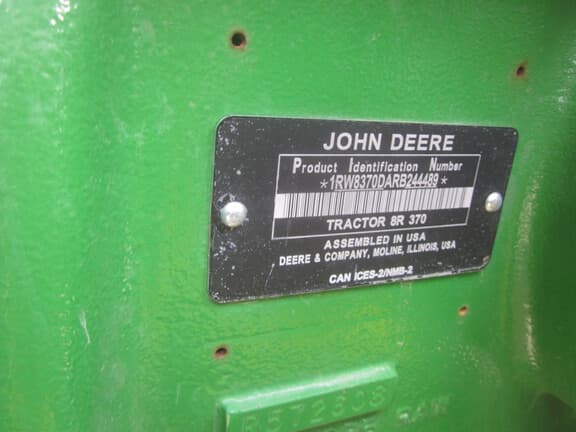 JOHN DEERE
Product Identification Number
*1RW8370DARB244489*
TRACTOR 8R 370
ASSEMBLED IN USA
DEERE & COMPANY, MOLINE, ILLINOIS, USA
CAN ICES-2/NMB-2